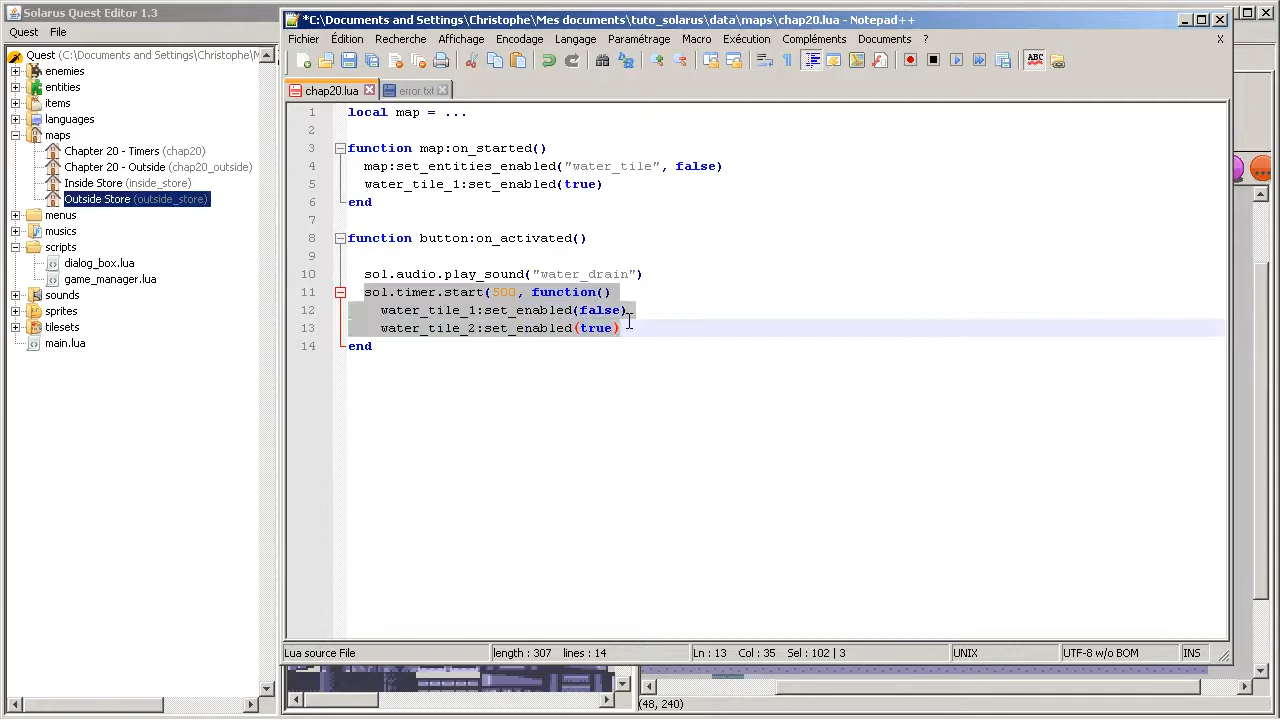 Solarus Quest Editor 1.3
Quest File
Quest (C:\Documents and Settings\Christophe\M
enemies
entities
items
languages
maps
Chapter 20 - Timers (chap20)
Chapter 20 - Outside (chap20_outside)
Inside Store (inside_store)
Outside Store (outside_store)
menus
musics
scripts
dialog_box.lua
game_manager.lua
sounds
sprites
tilesets
main.lua
*C:\Documents and Settings\Christophe\Mes documents\tuto_solarus\data\maps\chap20.lua - Notepad++
Fichier Édition Recherche Affichage Encodage Langage Paramétrage Macro Exécution Compléments Documents ? X
ABC
chap20.lua error.txt
1 local map = ...
2
3 function map:on_started()
4 map:set_entities_enabled("water_tile", false)
5 water_tile_1:set_enabled(true)
6 end
7
8 function button:on_activated()
9
10 sol.audio.play_sound("water_drain")
11 sol.timer.start(500, function()
12 water_tile_1:set_enabled(false)
13 water_tile_2:set_enabled(true)
14 end
Lua source File length : 307 lines : 14 Ln : 13 Col : 35 Sel : 102 | 3 UNIX UTF-8 w/o BOM INS
(48, 240)